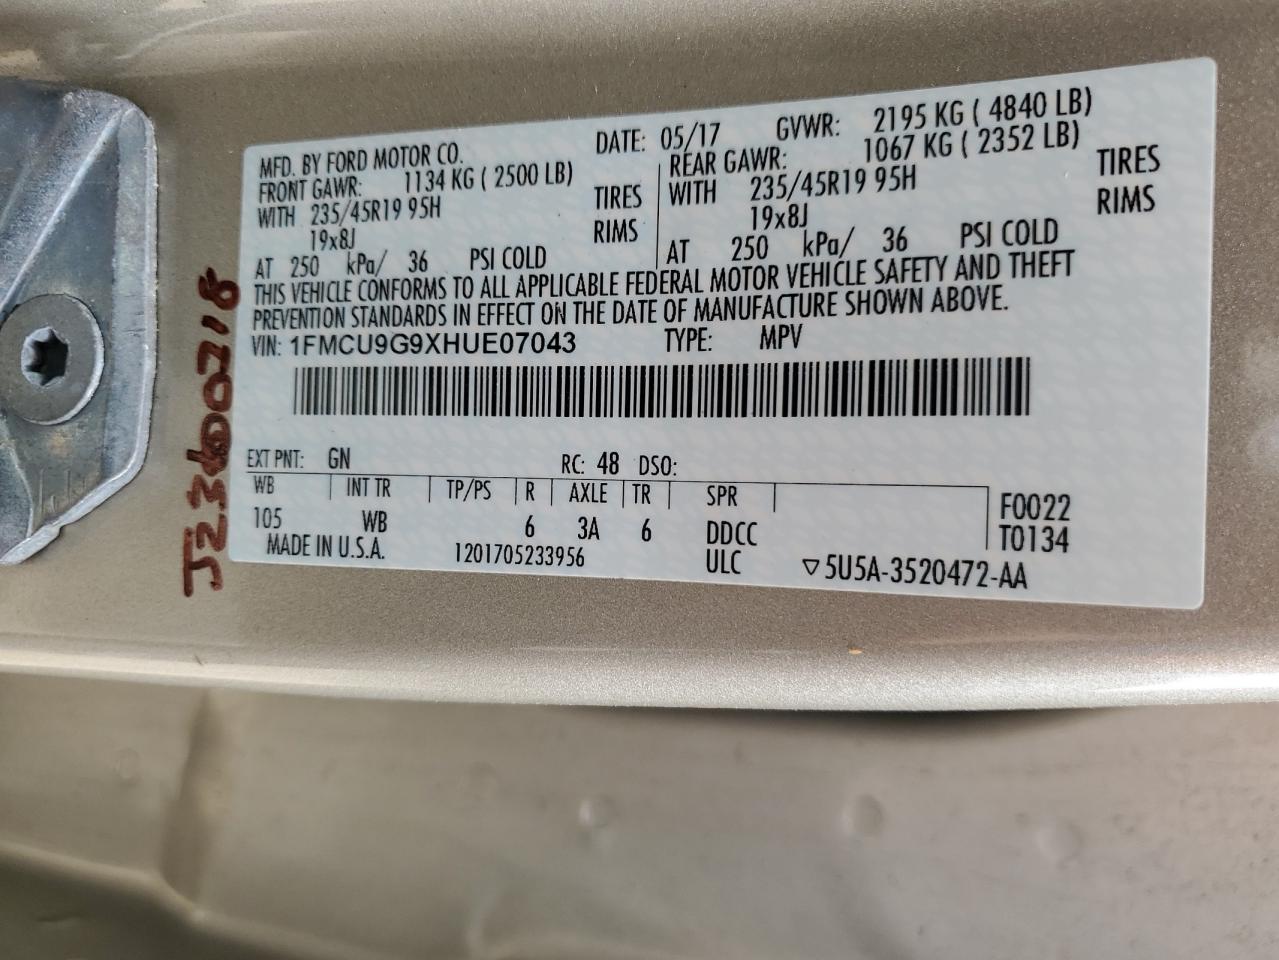 MFD. BY FORD MOTOR CO. DATE: 05/17 GVWR: 2195 KG ( 4840 LB)
FRONT GAWR: 1134 KG ( 2500 LB) REAR GAWR: 1067 KG ( 2352 LB)
WITH 235/45R19 95H TIRES WITH 235/45R19 95H TIRES
19x8J RIMS 19x8J RIMS
AT 250 kPa/ 36 PSI COLD AT 250 kPa/ 36 PSI COLD
THIS VEHICLE CONFORMS TO ALL APPLICABLE FEDERAL MOTOR VEHICLE SAFETY AND THEFT
PREVENTION STANDARDS IN EFFECT ON THE DATE OF MANUFACTURE SHOWN ABOVE.
VIN: 1FMCU9G9XHUE07043 TYPE: MPV
EXT PNT: GN RC: 48 DSO:
WB INT TR TP/PS R AXLE TR SPR
105 WB 6 3A 6 DDCC F0022
MADE IN U.S.A. 1201705233956 ULC T0134
▽5U5A-3520472-AA